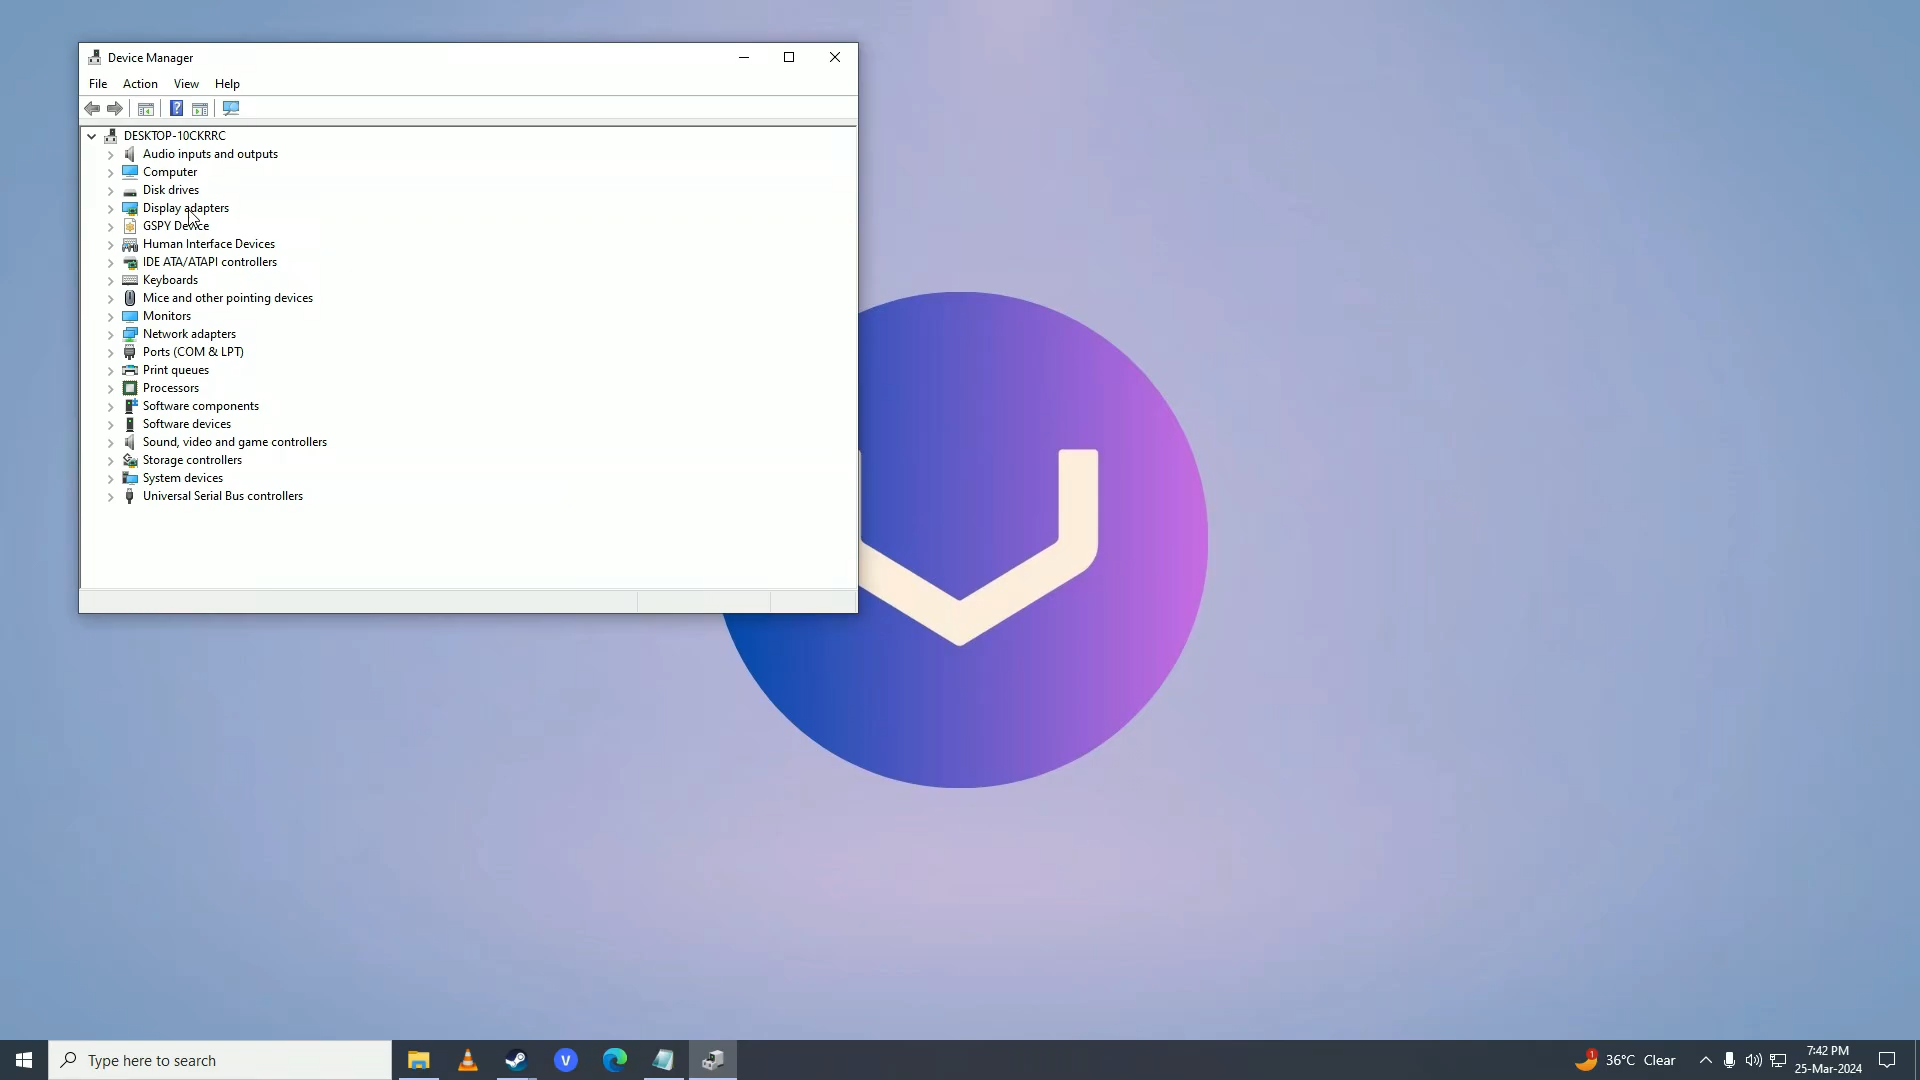 Device Manager
File Action View Help
DESKTOP-10CKRRC
Audio inputs and outputs
Computer
Disk drives
Display adapters
GSPY Device
Human Interface Devices
IDE ATA/ATAPI controllers
Keyboards
Mice and other pointing devices
Monitors
Network adapters
Ports (COM & LPT)
Print queues
Processors
Software components
Software devices
Sound, video and game controllers
Storage controllers
System devices
Universal Serial Bus controllers
Type here to search
V
1
36°C Clear
7:42 PM
25-Mar-2024